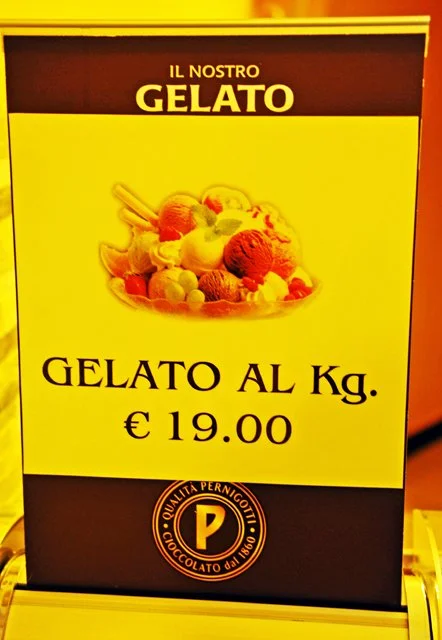 IL NOSTRO
GELATO
GELATO AL Kg.
€ 19.00
QUALITÀ PERNIGOTTI
P
CIOCCOLATO dal 1860